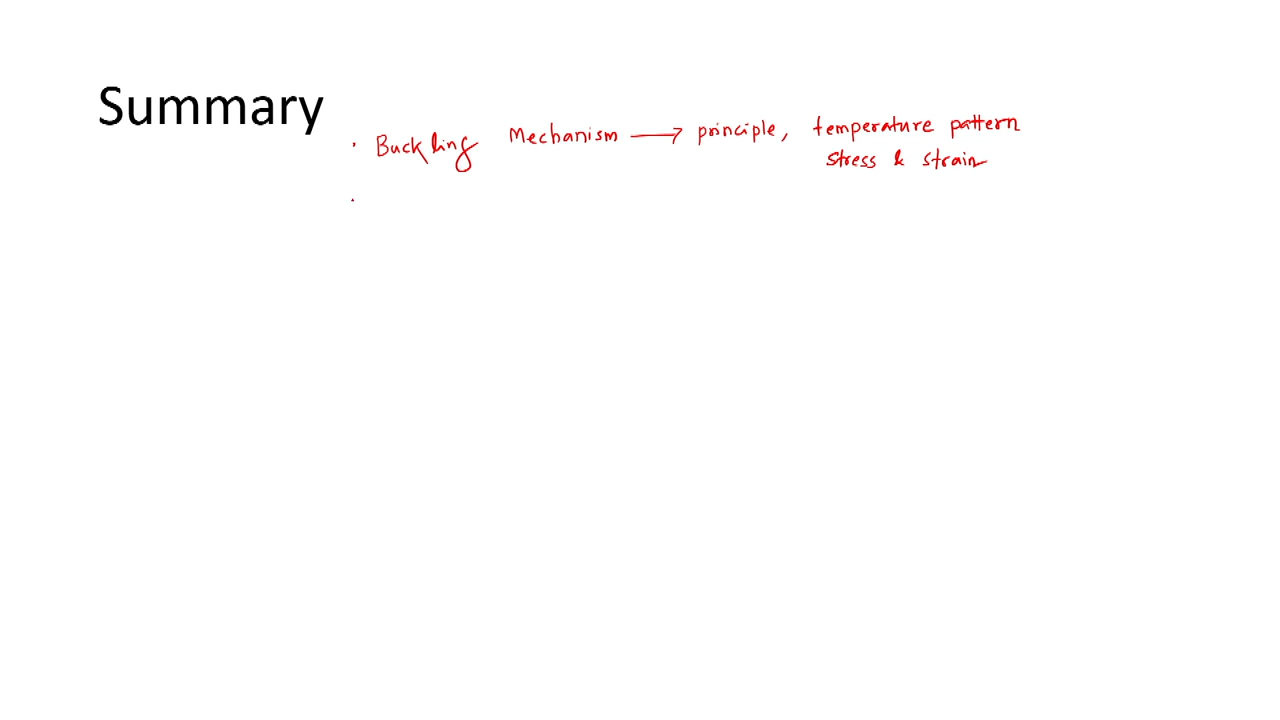 Summary
· Buckling Mechanism → principle, temperature pattern
stress & strain
·